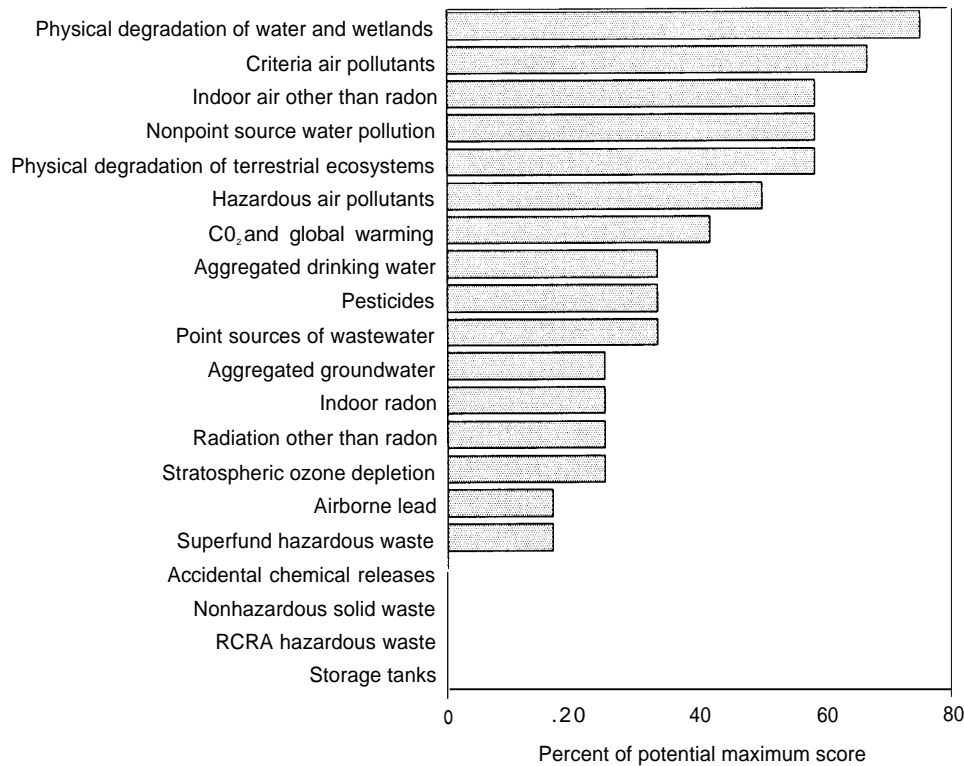 Physical degradation of water and wetlands
Criteria air pollutants
Indoor air other than radon
Nonpoint source water pollution
Physical degradation of terrestrial ecosystems
Hazardous air pollutants
C0₂ and global warming
Aggregated drinking water
Pesticides
Point sources of wastewater
Aggregated groundwater
Indoor radon
Radiation other than radon
Stratospheric ozone depletion
Airborne lead
Superfund hazardous waste
Accidental chemical releases
Nonhazardous solid waste
RCRA hazardous waste
Storage tanks
0 .20 40 60 80
Percent of potential maximum score